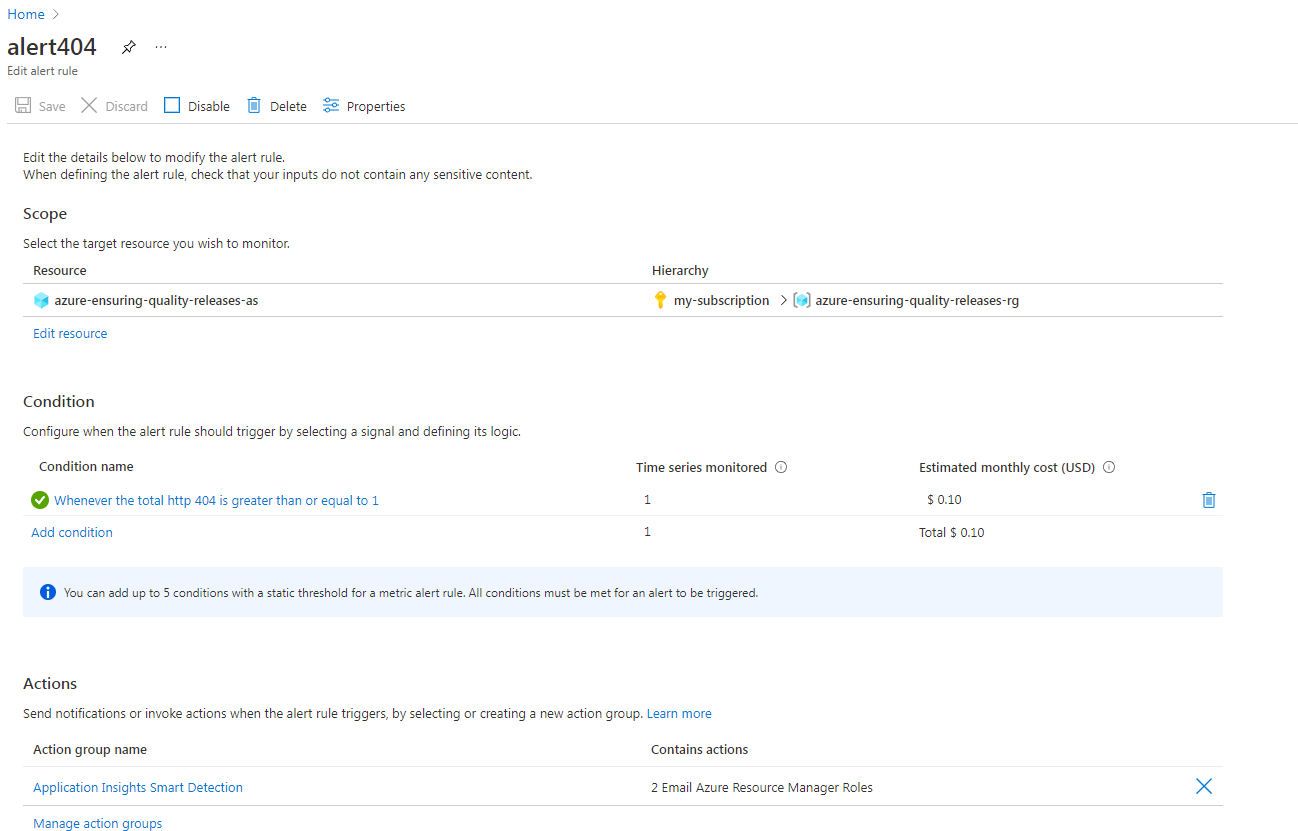 Home
alert404 ...
Edit alert rule
Save Discard Disable Delete Properties
Edit the details below to modify the alert rule.
When defining the alert rule, check that your inputs do not contain any sensitive content.
Scope
Select the target resource you wish to monitor.
Resource Hierarchy
azure-ensuring-quality-releases-as my-subscription > azure-ensuring-quality-releases-rg
Edit resource
Condition
Configure when the alert rule should trigger by selecting a signal and defining its logic.
Condition name Time series monitored Estimated monthly cost (USD)
Whenever the total http 404 is greater than or equal to 1 1 $ 0.10
Add condition 1 Total $ 0.10
You can add up to 5 conditions with a static threshold for a metric alert rule. All conditions must be met for an alert to be triggered.
Actions
Send notifications or invoke actions when the alert rule triggers, by selecting or creating a new action group. Learn more
Action group name Contains actions
Application Insights Smart Detection 2 Email Azure Resource Manager Roles
Manage action groups